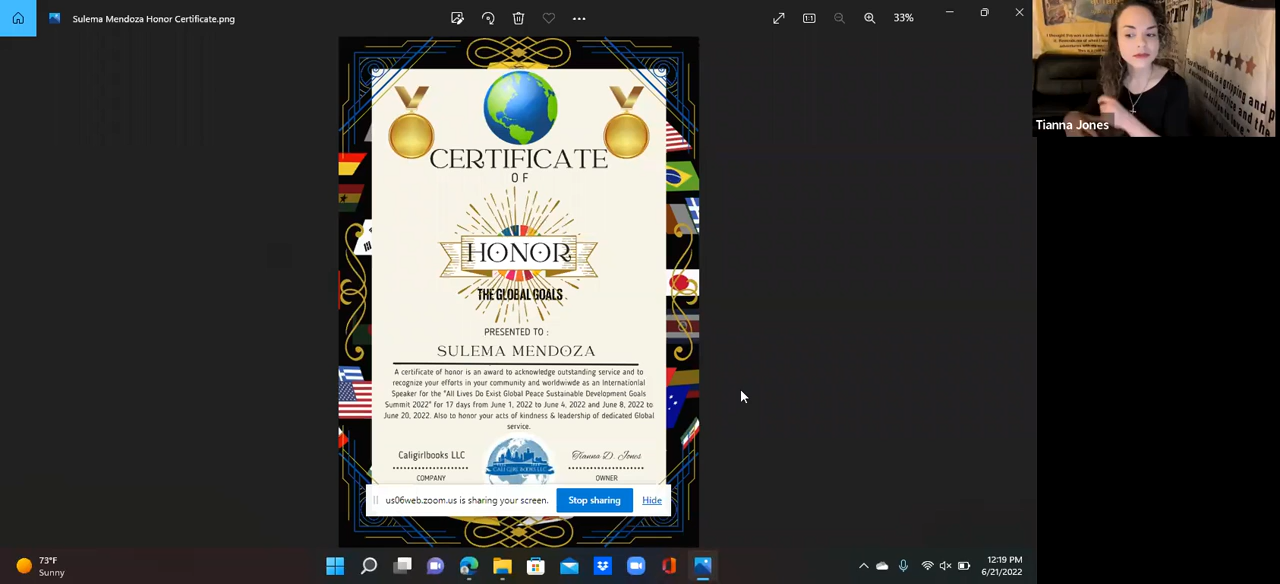 Sulema Mendoza Honor Certificate.png
33%
Tianna Jones
CERTIFICATE
OF
HONOR
THE GLOBAL GOALS
PRESENTED TO :
SULEMA MENDOZA
A certificate of honor is an award to acknowledge outstanding service and to
recognize your efforts in your community and worldwiwde as an International
Speaker for the "All Lives Do Exist Global Peace Sustainable Development Goals
Summit 2022" for 17 days from June 1, 2022 to June 4, 2022 and June 8, 2022 to
June 20, 2022. Also to honor your acts of kindness & leadership of dedicated Global
service.
Caligirlbooks LLC
Tianna D. Jones
CALI GIRL BOOKS LLC
COMPANY
OWNER
us06web.zoom.us is sharing your screen.
Stop sharing
Hide
73°F
Sunny
12:19 PM
6/21/2022